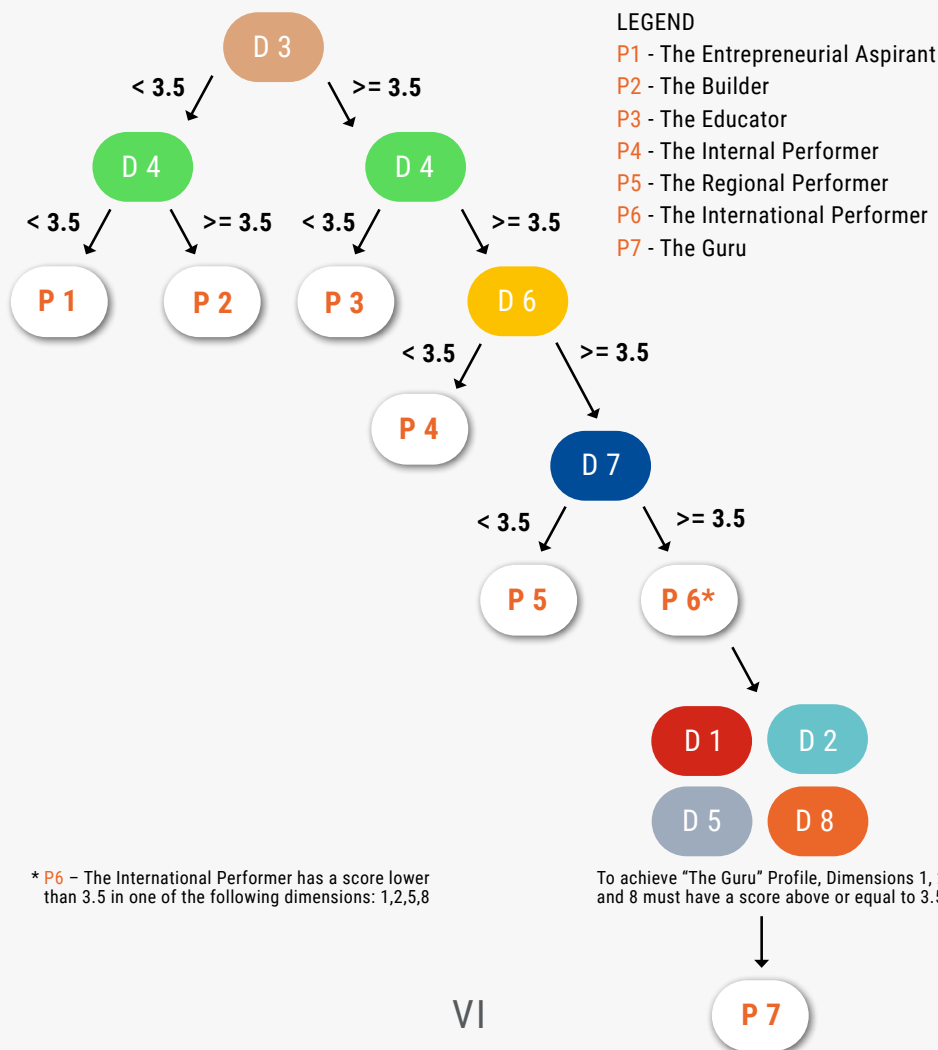 D 3
LEGEND
P1 - The Entrepreneurial Aspirant
P2 - The Builder
P3 - The Educator
P4 - The Internal Performer
P5 - The Regional Performer
P6 - The International Performer
P7 - The Guru
< 3.5
>= 3.5
D 4
D 4
< 3.5
>= 3.5
< 3.5
>= 3.5
P 1
P 2
P 3
D 6
< 3.5
>= 3.5
P 4
D 7
< 3.5
>= 3.5
P 5
P 6*
D 1
D 2
D 5
D 8
* P6 – The International Performer has a score lower
than 3.5 in one of the following dimensions: 1,2,5,8
To achieve “The Guru” Profile, Dimensions 1,
and 8 must have a score above or equal to 3.5
P 7
VI